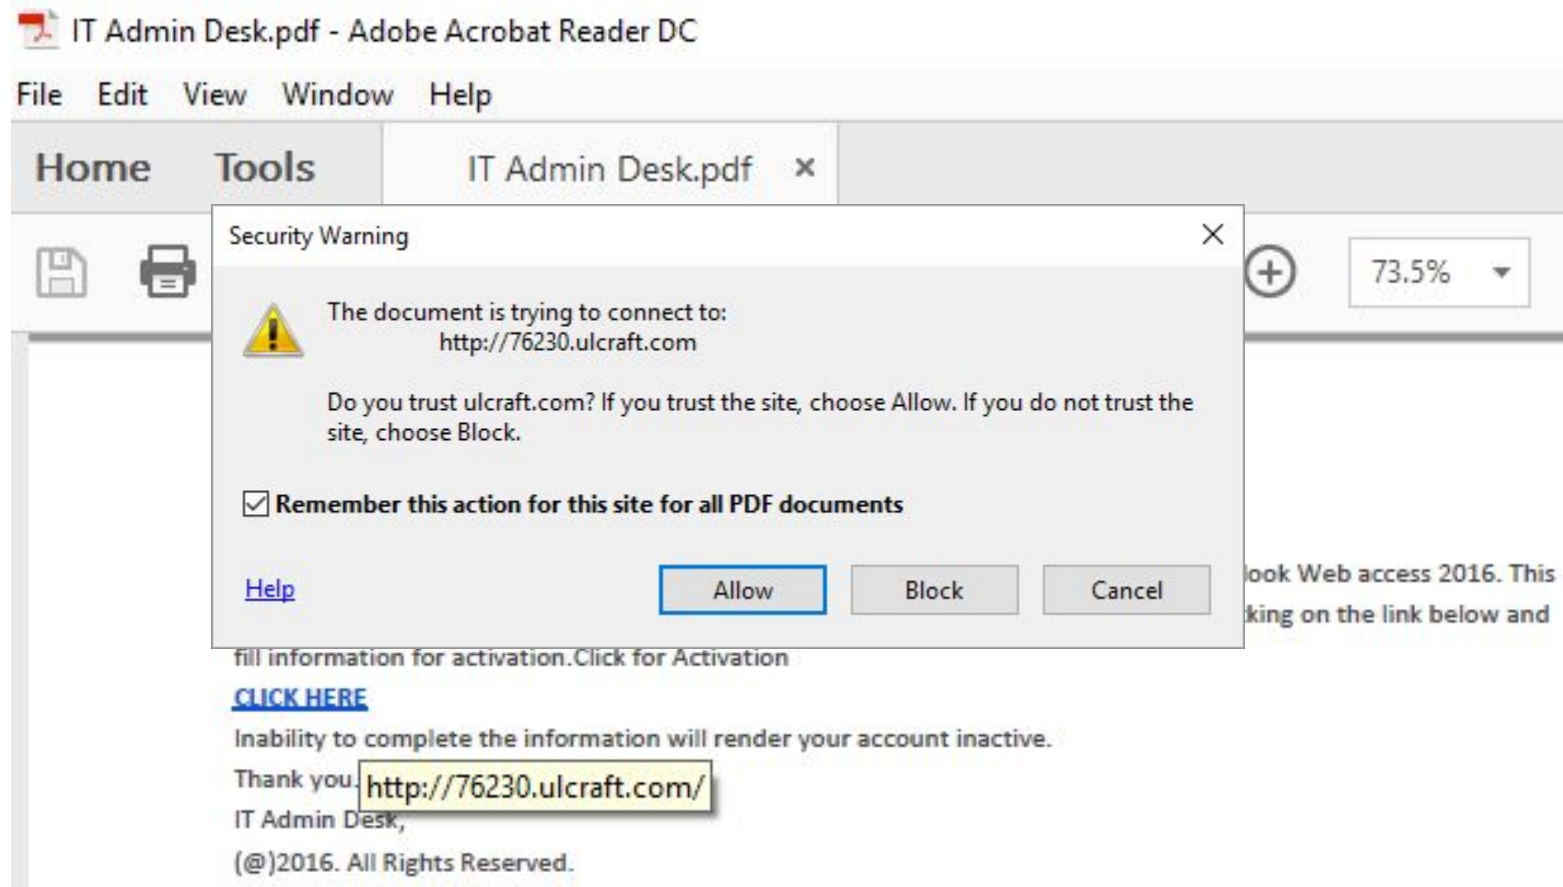 IT Admin Desk.pdf - Adobe Acrobat Reader DC
File Edit View Window Help
Home Tools IT Admin Desk.pdf ×
73.5%
Security Warning
The document is trying to connect to:
http://76230.ulcraft.com
Do you trust ulcraft.com? If you trust the site, choose Allow. If you do not trust the
site, choose Block.
Remember this action for this site for all PDF documents
Help Allow Block Cancel
look Web access 2016. This
king on the link below and
fill information for activation.Click for Activation
CLICK HERE
Inability to complete the information will render your account inactive.
Thank you.
http://76230.ulcraft.com/
IT Admin Desk,
(@)2016. All Rights Reserved.